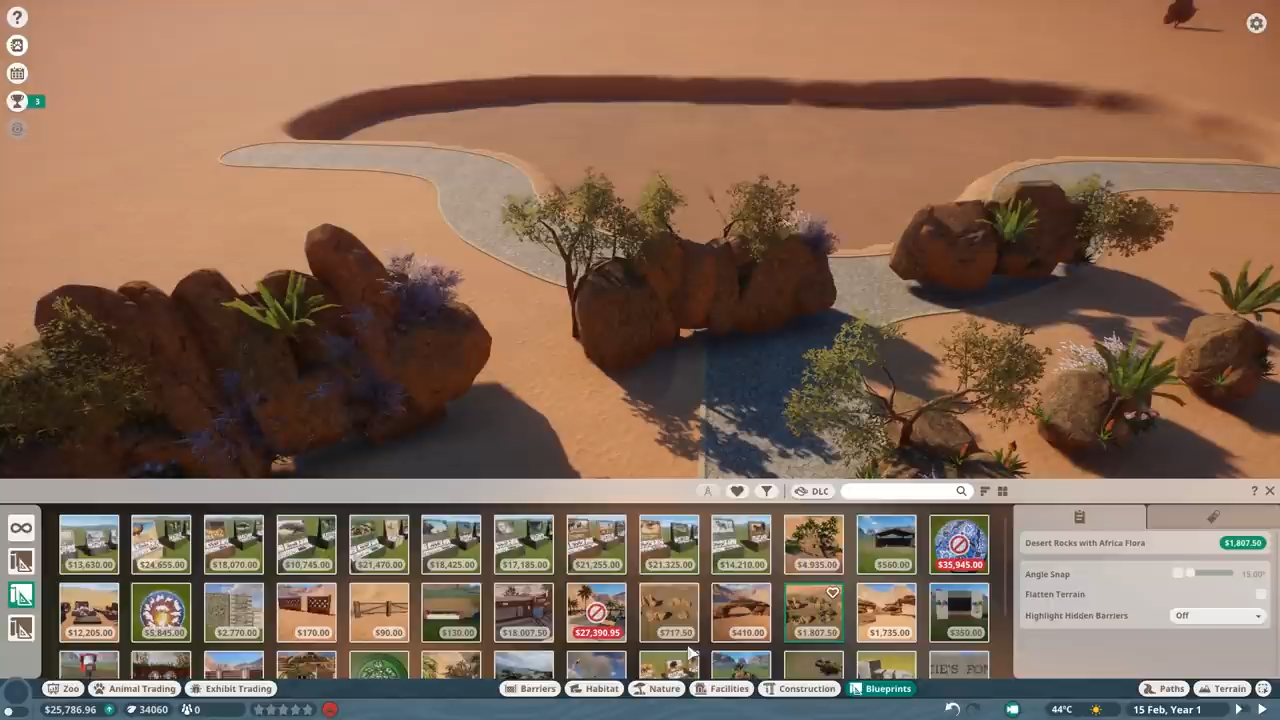 ?
3
A
DLC
? X
$13,630.00 $24,655.00 $18,070.00 $10,745.00 $21,470.00 $18,425.00 $17,185.00 $21,255.00 $21,325.00 $14,210.00 $4,935.00 $560.00 $35,945.00
Desert Rocks with Africa Flora $1,807.50
Angle Snap 15.00°
Flatten Terrain
Highlight Hidden Barriers Off
$12,205.00 $5,845.00 $2,770.00 $170.00 $90.00 $130.00 $18,007.50 $27,390.95 $717.50 $410.00 $1,807.50 $1,735.00 $350.00
Zoo Animal Trading Exhibit Trading Barriers Habitat Nature Facilities Construction Blueprints Paths Terrain
$25,786.96 34060 0 44°C 15 Feb, Year 1